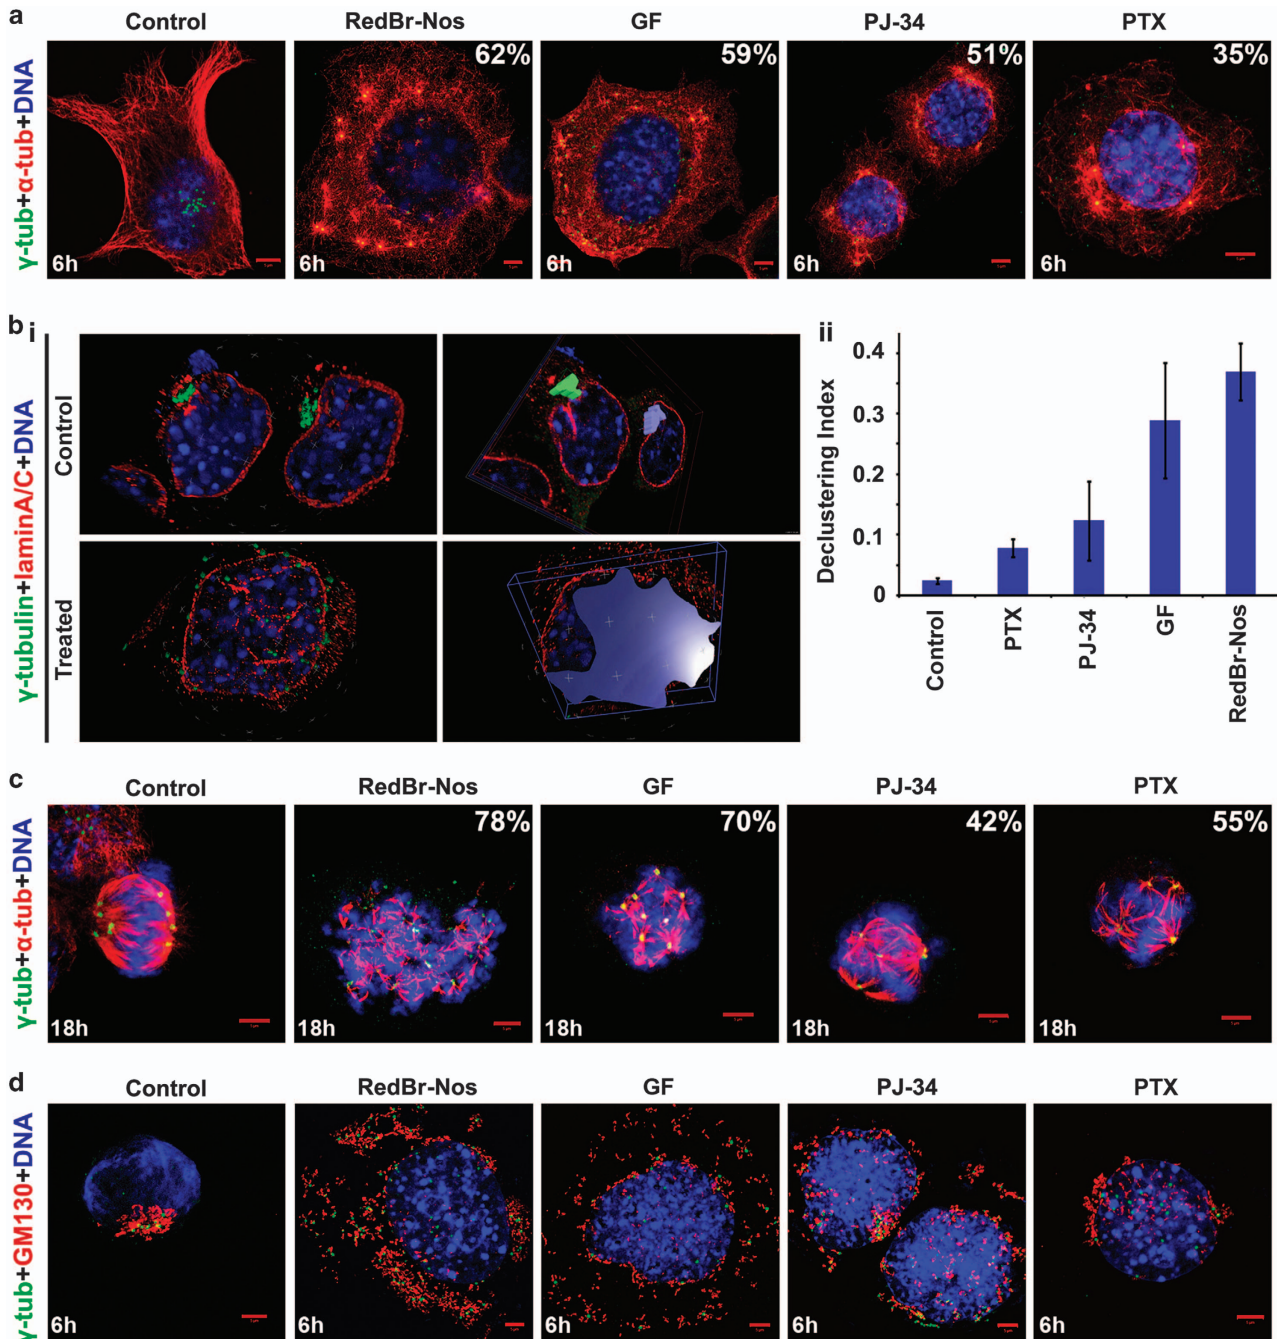 a
Control RedBr-Nos GF PJ-34 PTX
γ-tub+α-tub+DNA
62% 59% 51% 35%
6h 6h 6h 6h 6h
b i ii
γ-tubulin+laminA/C+DNA
Control
Treated
Declustering Index
0.4
0.3
0.2
0.1
0
Control PTX PJ-34 GF RedBr-Nos
c
Control RedBr-Nos GF PJ-34 PTX
γ-tub+α-tub+DNA
78% 70% 42% 55%
18h 18h 18h 18h 18h
d
Control RedBr-Nos GF PJ-34 PTX
γ-tub+GM130+DNA
6h 6h 6h 6h 6h